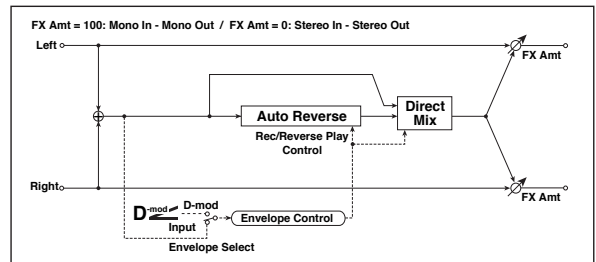 FX Amt = 100: Mono In - Mono Out / FX Amt = 0: Stereo In - Stereo Out
Left
FX Amt
Auto Reverse
Direct
Mix
Rec/Reverse Play
Control
Right
FX Amt
D-mod
D-mod
Envelope Control
Input
Envelope Select